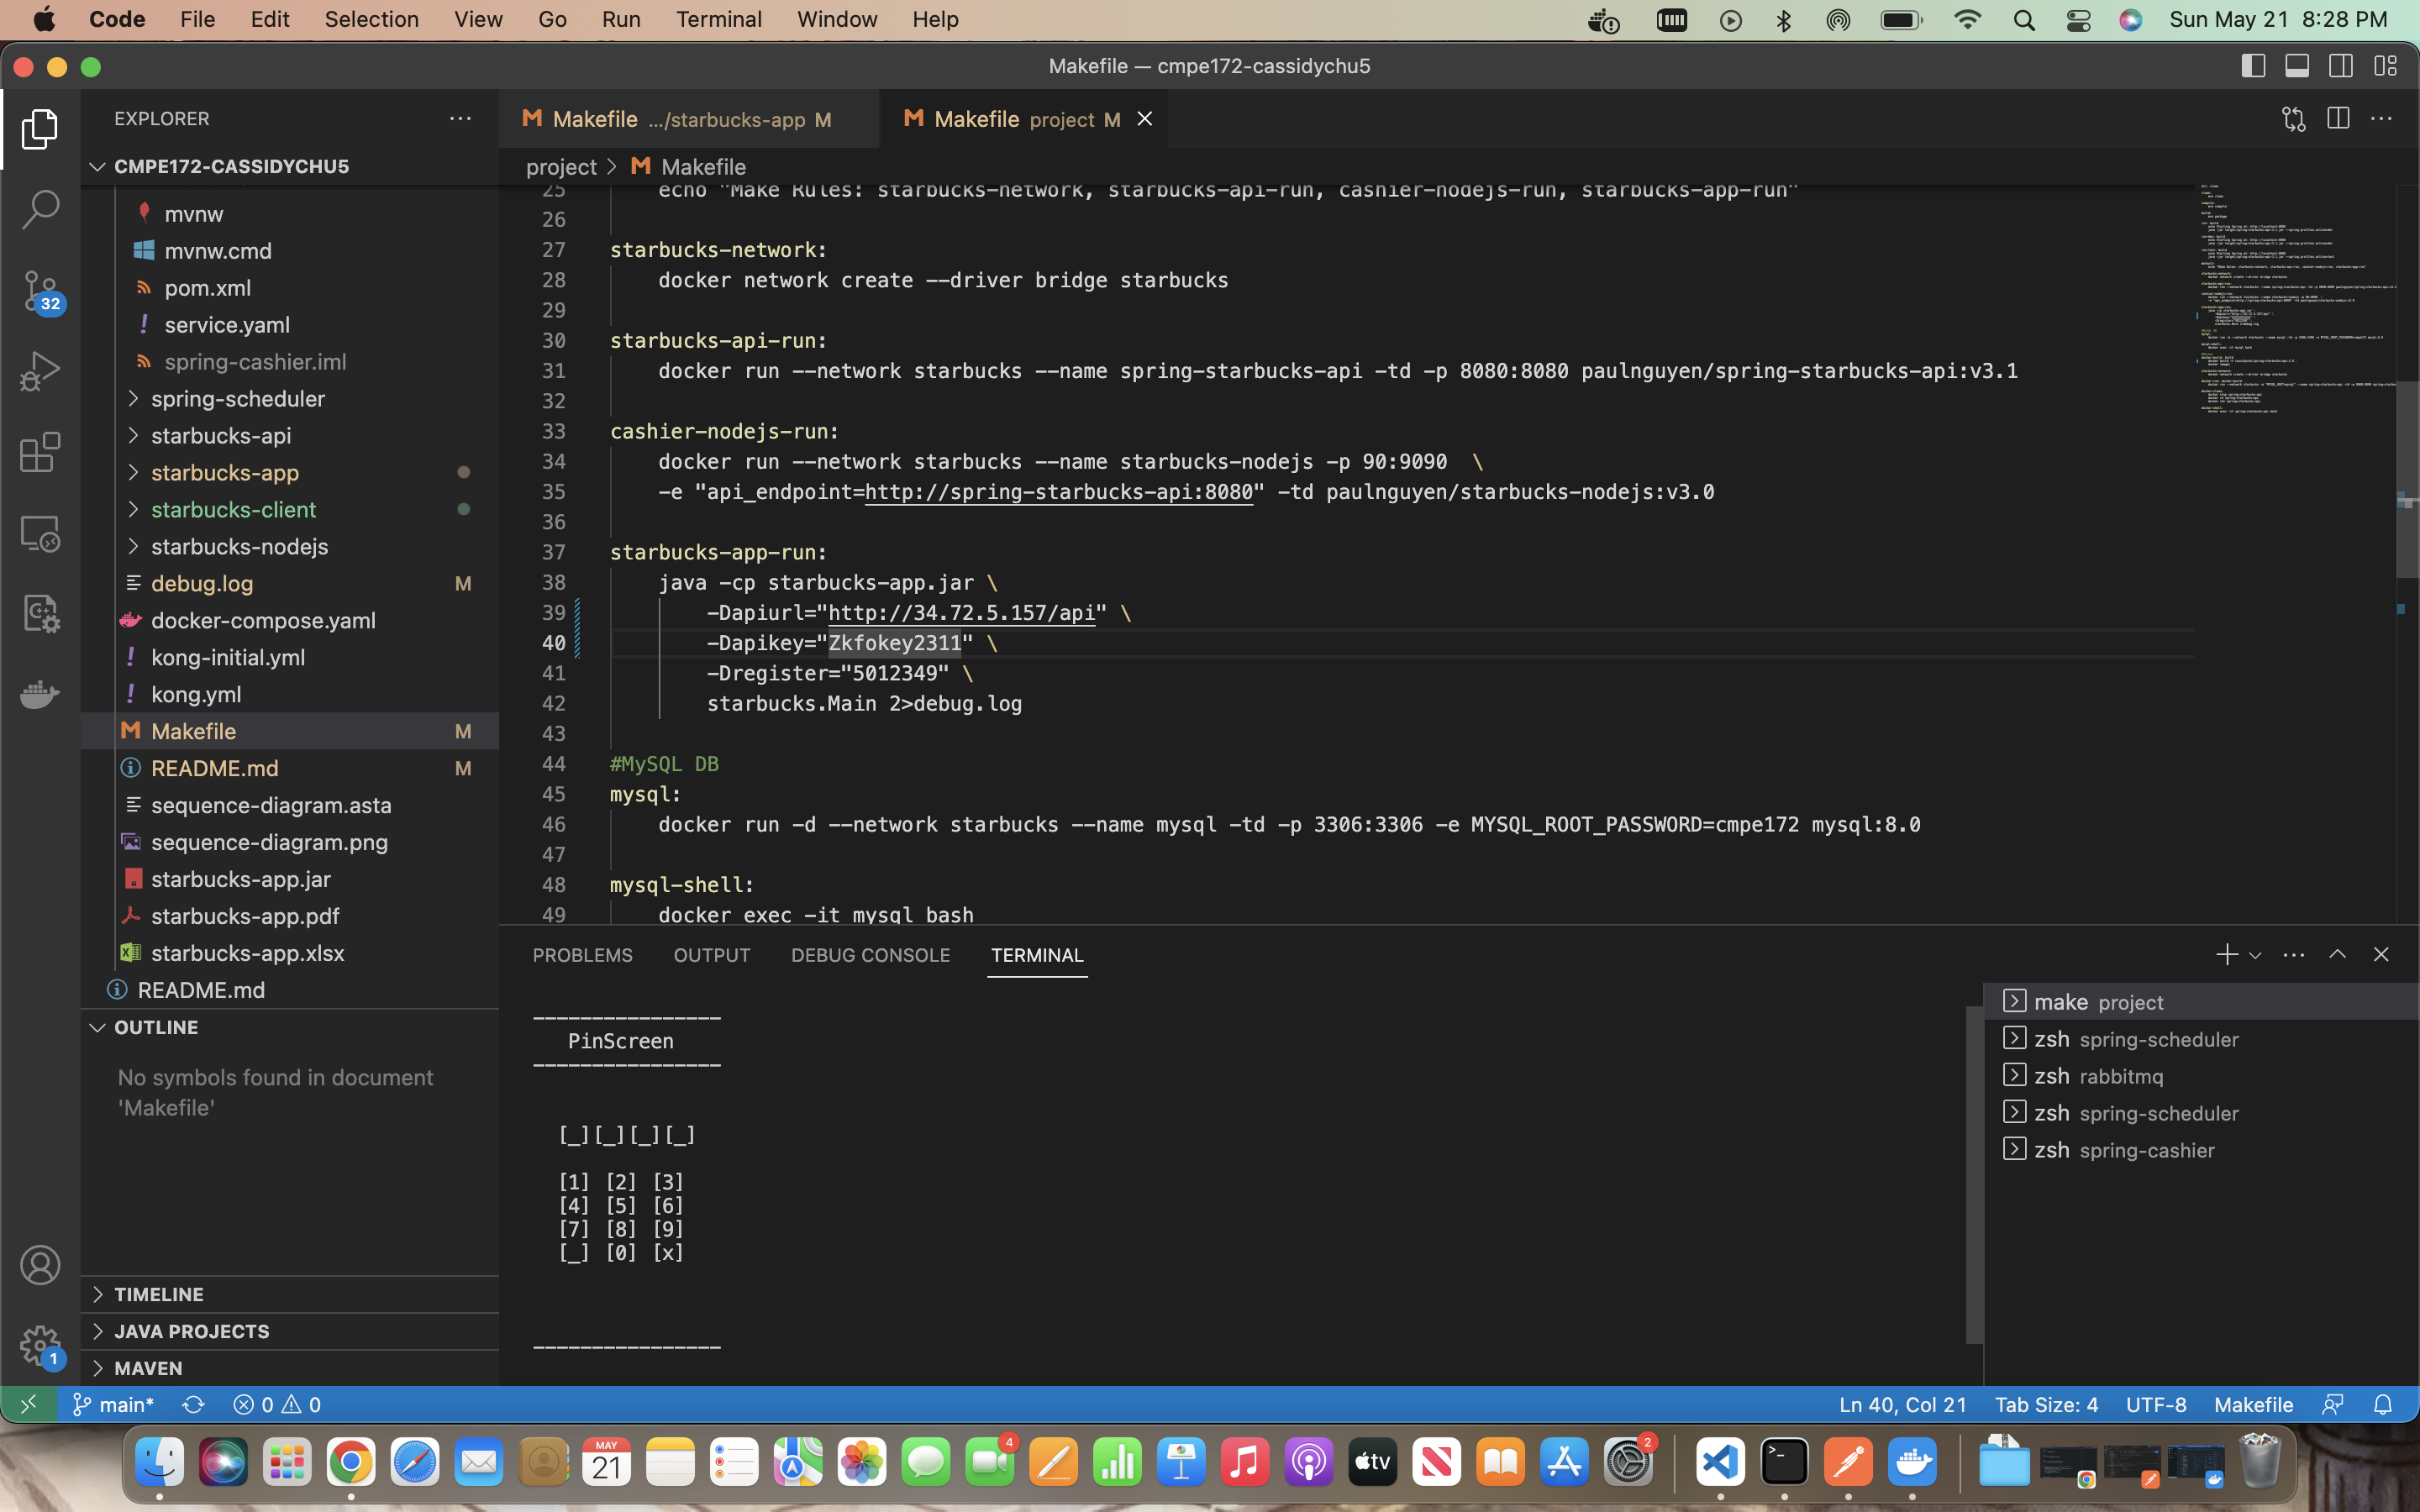 Code File Edit Selection View Go Run Terminal Window Help Sun May 21 8:28 PM
Makefile — cmpe172-cassidychu5
EXPLORER
Makefile .../starbucks-app M Makefile project M
CMPE172-CASSIDYCHU5
project > Makefile
mvnw
mvnw.cmd
pom.xml
service.yaml
spring-cashier.iml
spring-scheduler
starbucks-api
starbucks-app
starbucks-client
starbucks-nodejs
debug.log M
docker-compose.yaml
kong-initial.yml
kong.yml
Makefile M
README.md M
sequence-diagram.asta
sequence-diagram.png
starbucks-app.jar
starbucks-app.pdf
starbucks-app.xlsx
README.md
OUTLINE
No symbols found in document
'Makefile'
TIMELINE
JAVA PROJECTS
MAVEN
32
1
25 echo "Make Rules: starbucks-network, starbucks-api-run, cashier-nodejs-run, starbucks-app-run"
26
27 starbucks-network:
28 docker network create --driver bridge starbucks
29
30 starbucks-api-run:
31 docker run --network starbucks --name spring-starbucks-api -td -p 8080:8080 paulnguyen/spring-starbucks-api:v3.1
32
33 cashier-nodejs-run:
34 docker run --network starbucks --name starbucks-nodejs -p 90:9090 \
35 -e "api_endpoint=http://spring-starbucks-api:8080" -td paulnguyen/starbucks-nodejs:v3.0
36
37 starbucks-app-run:
38 java -cp starbucks-app.jar \
39 -Dapiurl="http://34.72.5.157/api" \
40 -Dapikey="Zkfokey2311" \
41 -Dregister="5012349" \
42 starbucks.Main 2>debug.log
43
44 #MySQL DB
45 mysql:
46 docker run -d --network starbucks --name mysql -td -p 3306:3306 -e MYSQL_ROOT_PASSWORD=cmpe172 mysql:8.0
47
48 mysql-shell:
49 docker exec -it mysql bash
PROBLEMS OUTPUT DEBUG CONSOLE TERMINAL
---------------
PinScreen
---------------
[_][_][_][_]
[1] [2] [3]
[4] [5] [6]
[7] [8] [9]
[_] [0] [x]
---------------
make project
zsh spring-scheduler
zsh rabbitmq
zsh spring-scheduler
zsh spring-cashier
main* 0 0 Ln 40, Col 21 Tab Size: 4 UTF-8 Makefile
MAY
21
4
tv
2